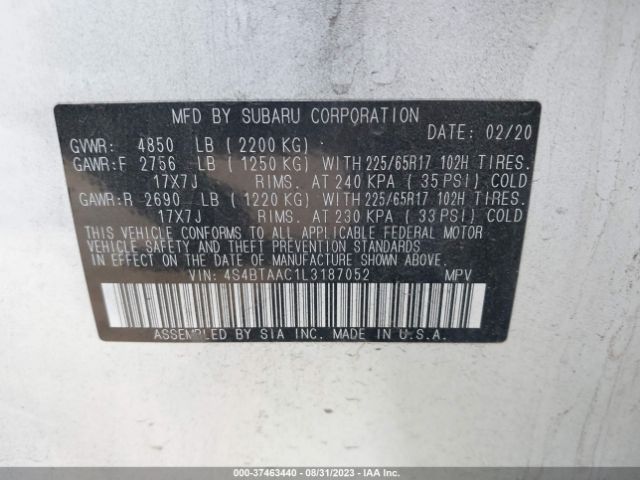 MFD BY SUBARU CORPORATION
DATE: 02/20
GVWR: 4850 LB (2200 KG)
GAWR:F 2756 LB (1250 KG) WITH 225/65R17 102H TIRES.
17X7J RIMS. AT 240 KPA (35 PSI) COLD
GAWR:R 2690 LB (1220 KG) WITH 225/65R17 102H TIRES.
17X7J RIMS. AT 230 KPA (33 PSI) COLD
THIS VEHICLE CONFORMS TO ALL APPLICABLE FEDERAL MOTOR
VEHICLE SAFETY AND THEFT PREVENTION STANDARDS
IN EFFECT ON THE DATE OF MANUFACTURE SHOWN ABOVE.
VIN: 4S4BTAAC1L3187052 MPV
ASSEMBLED BY SIA INC. MADE IN U.S.A.
000-37463440 - 08/31/2023 - IAA Inc.